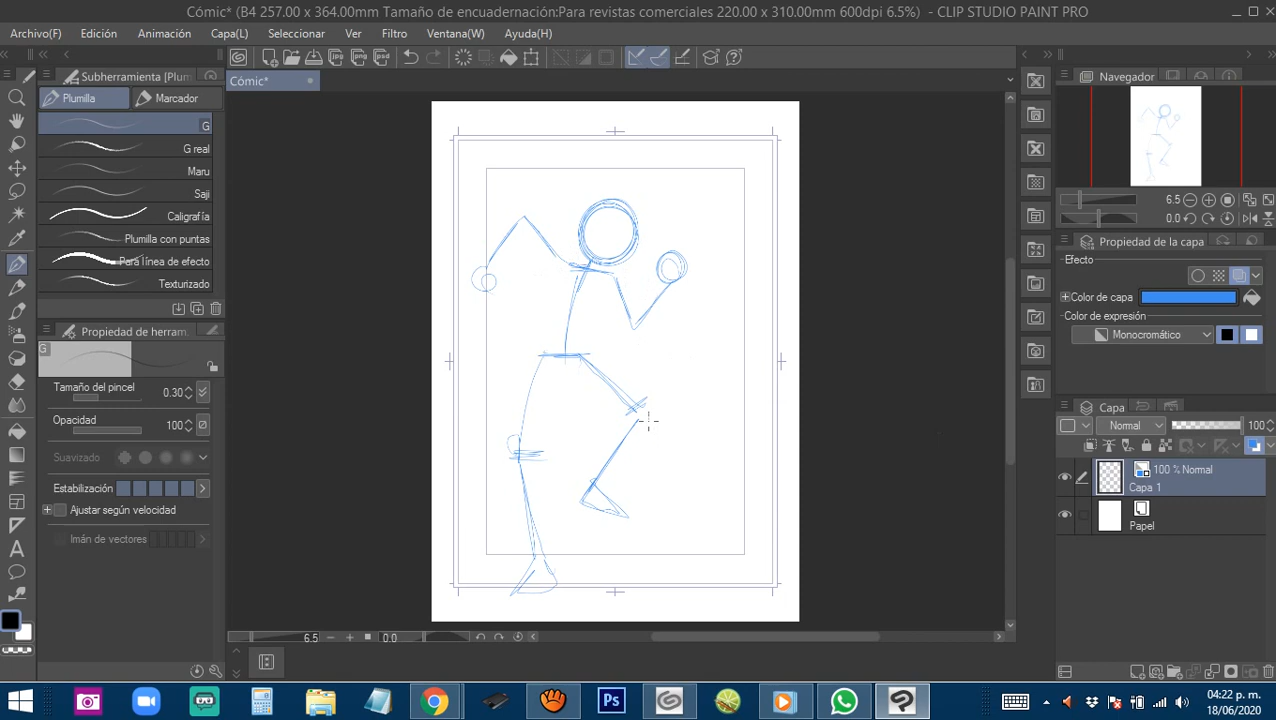 Cómic* (B4 257.00 x 364.00mm Tamaño de encuadernación:Para revistas comerciales 220.00 x 310.00mm 600dpi 6.5%) - CLIP STUDIO PAINT PRO
Archivo(F) Edición Animación Capa(L) Seleccionar Ver Filtro Ventana(W) Ayuda(H)
Subherramienta [Plum
Cómic*
Navegador
Plumilla Marcador
G
G real
Maru
Saji
Caligrafía
Plumilla con puntas
Para línea de efecto
Texturizado
6.5
0.0
Propiedad de la capa
Efecto
Color de capa
Color de expresión
Monocromático
Propiedad de herram
G
Tamaño del pincel 0.30
Opacidad 100
Suavizado
Estabilización
Ajustar según velocidad
Imán de vectores
Capa
Normal 100
100 % Normal
Capa 1
Papel
6.5 0.0
Ps
04:22 p. m.
18/06/2020